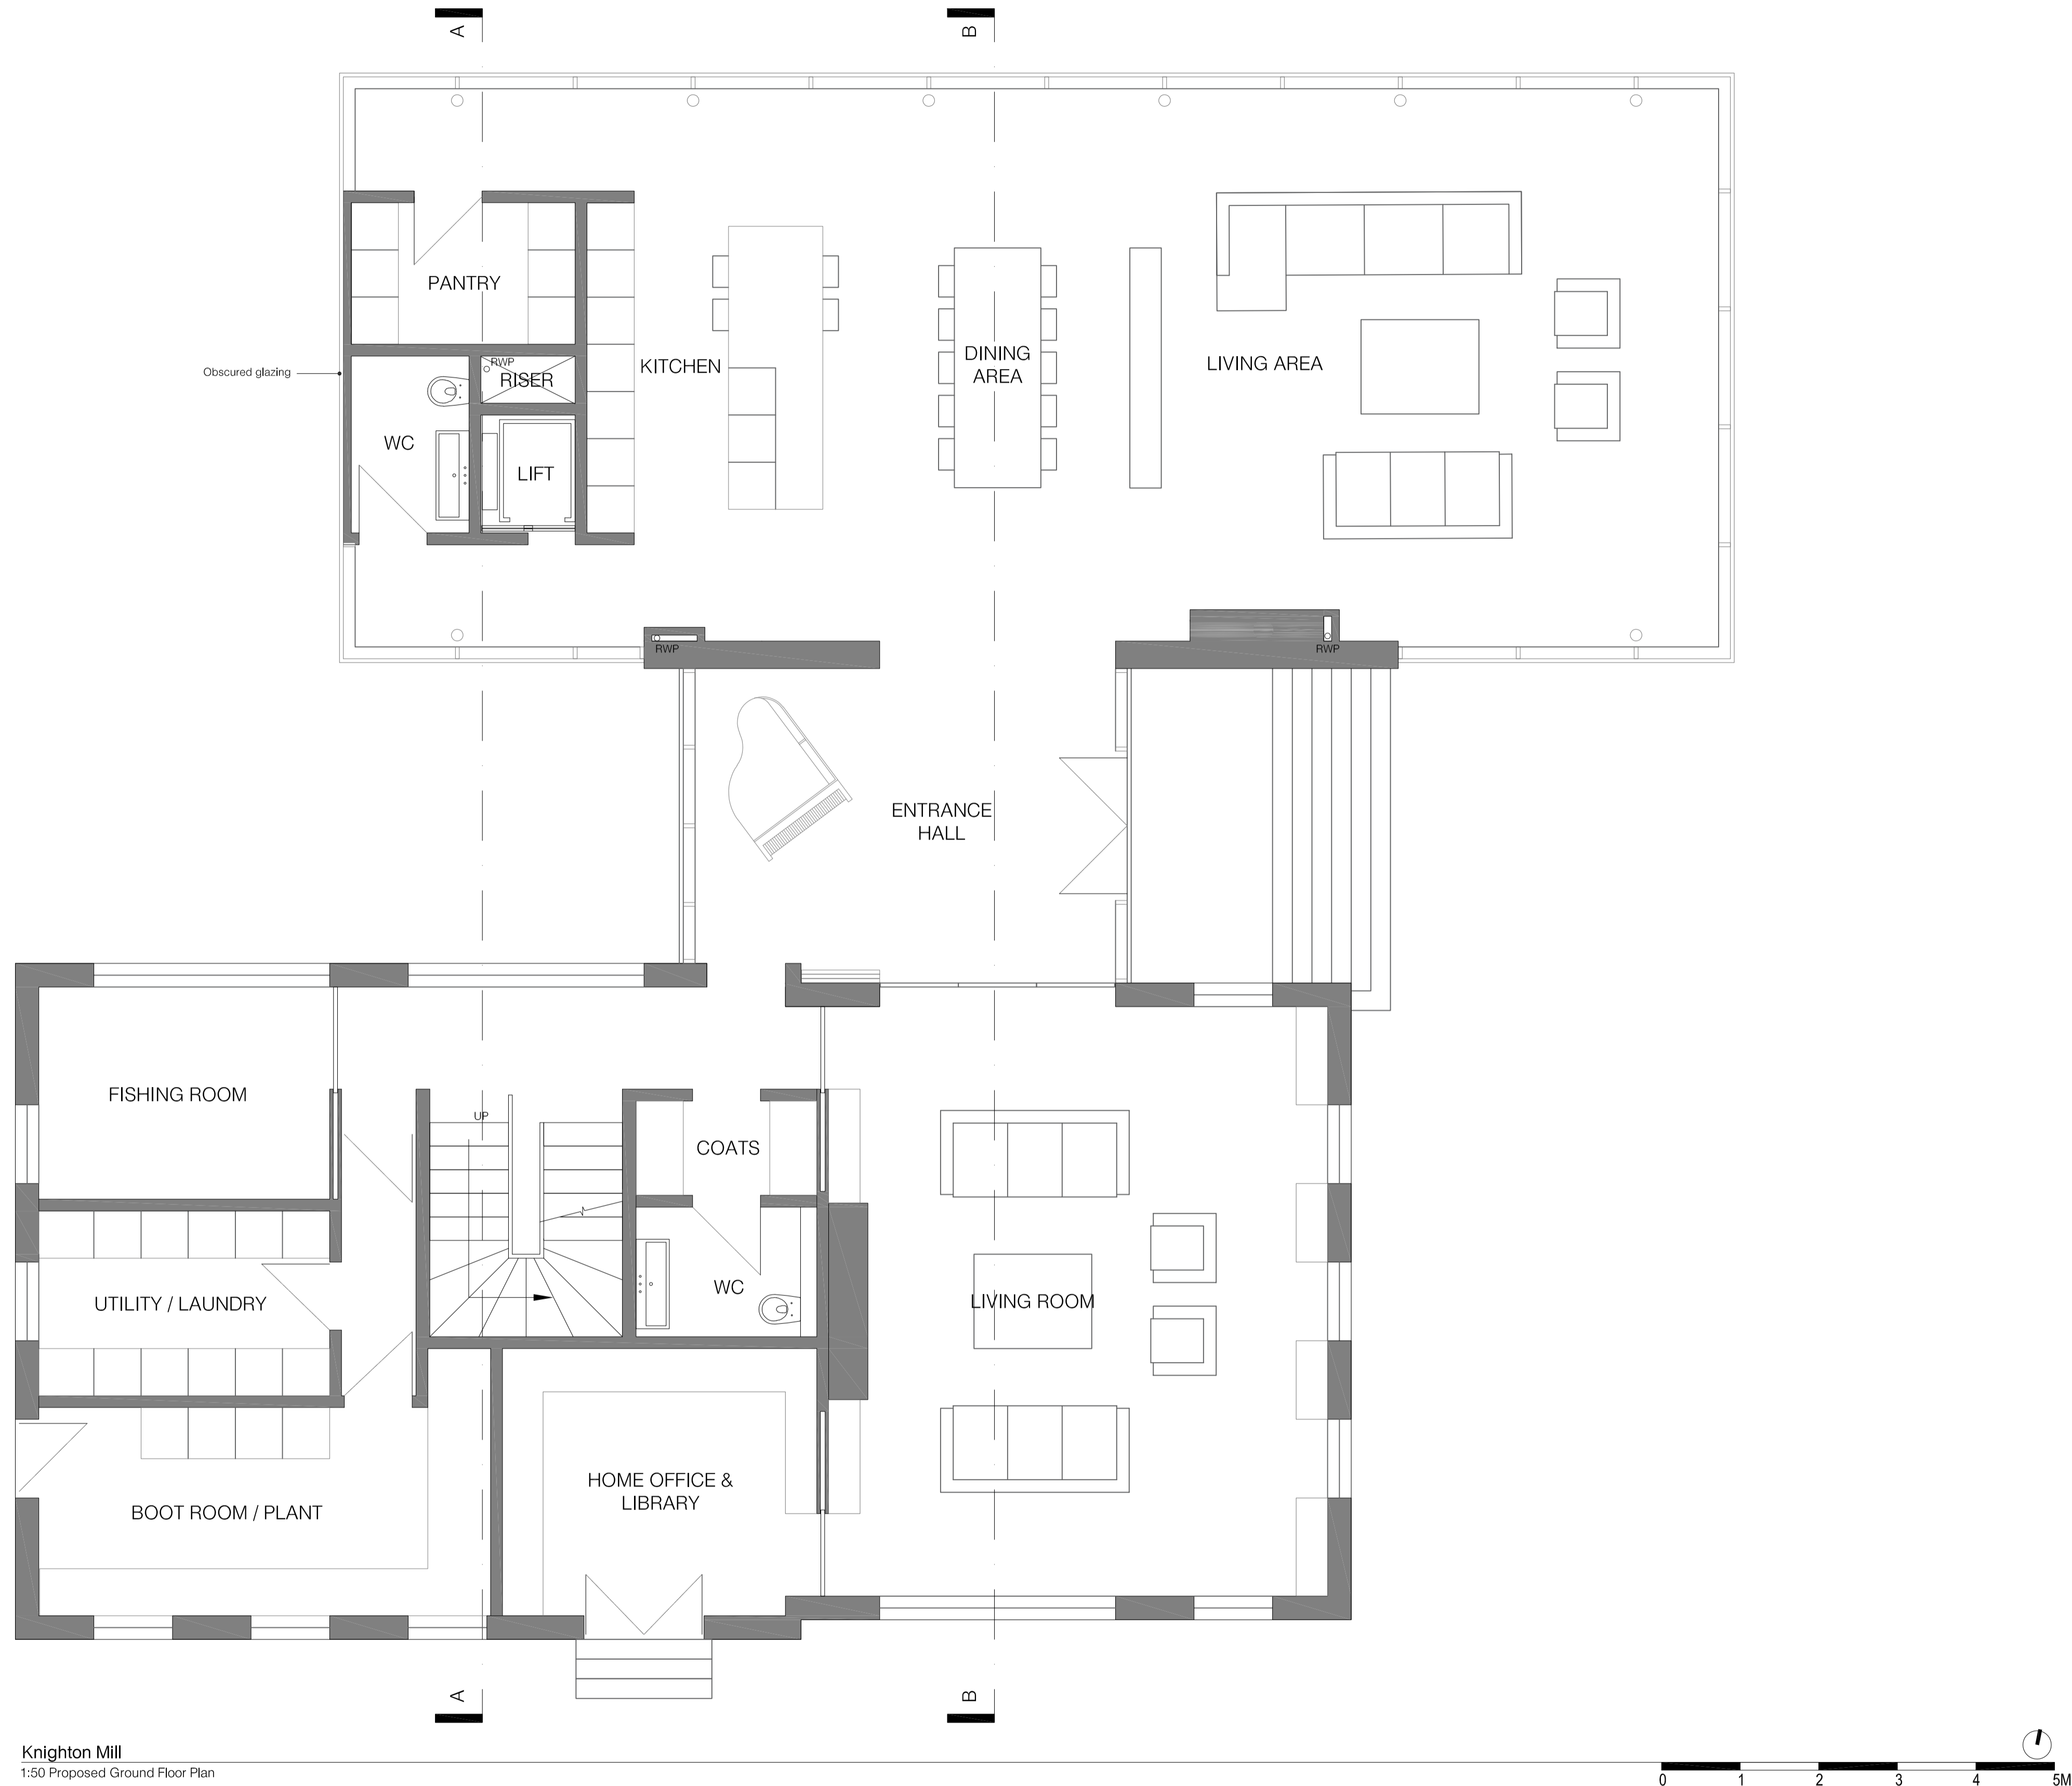 A
B
PANTRY
Obscured glazing
RWP
RISER
KITCHEN
DINING
AREA
LIVING AREA
WC
LIFT
RWP
RWP
ENTRANCE
HALL
FISHING ROOM
UP
COATS
UTILITY / LAUNDRY
WC
LIVING ROOM
HOME OFFICE &
LIBRARY
BOOT ROOM / PLANT
A
B
Knighton Mill
1:50 Proposed Ground Floor Plan
0 1 2 3 4 5M